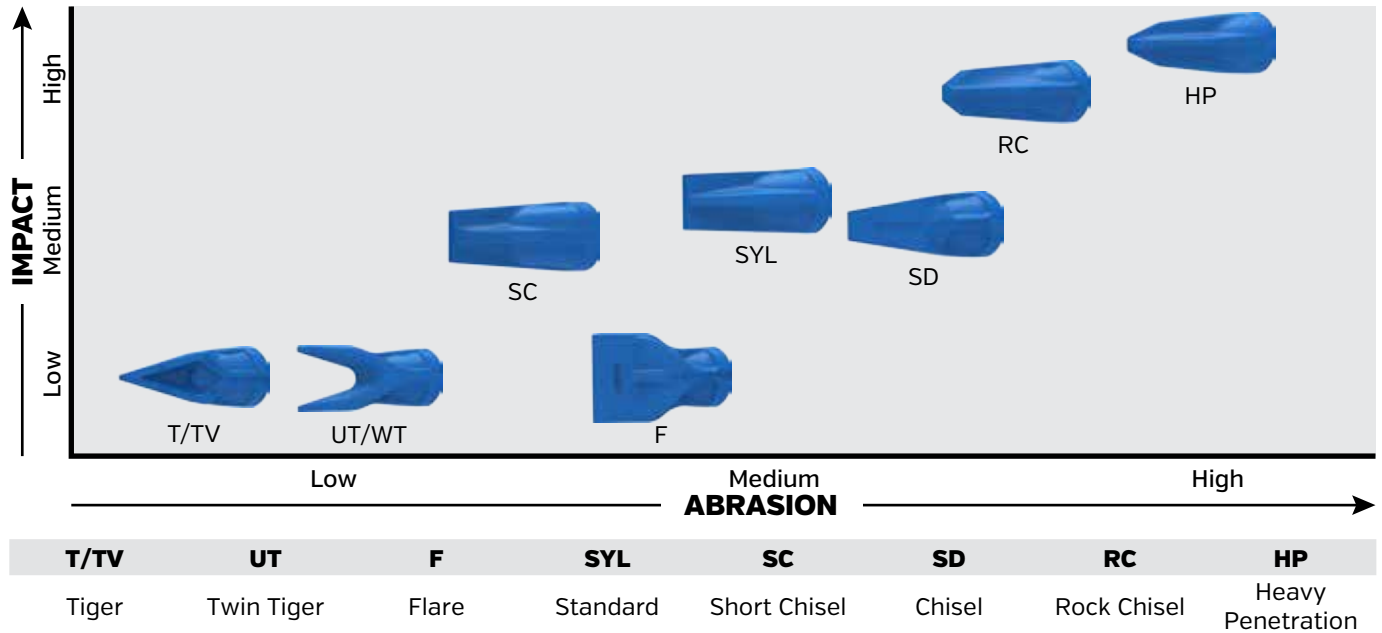 IMPACT
High
Medium
Low
HP
RC
SYL
SD
SC
T/TV
UT/WT
F
Low
Medium
High
ABRASION
T/TV UT F SYL SC SD RC HP
Tiger Twin Tiger Flare Standard Short Chisel Chisel Rock Chisel Heavy
Penetration